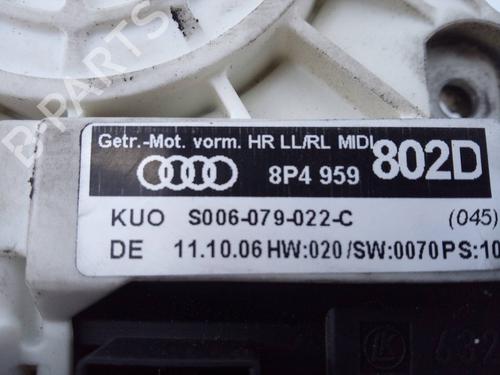 B-PARTS
Getr.-Mot. vorm. HR LL/RL MIDI
8P4 959 802D
KUO S006-079-022-C (045)
DE 11.10.06 HW:020/SW:0070 PS:10